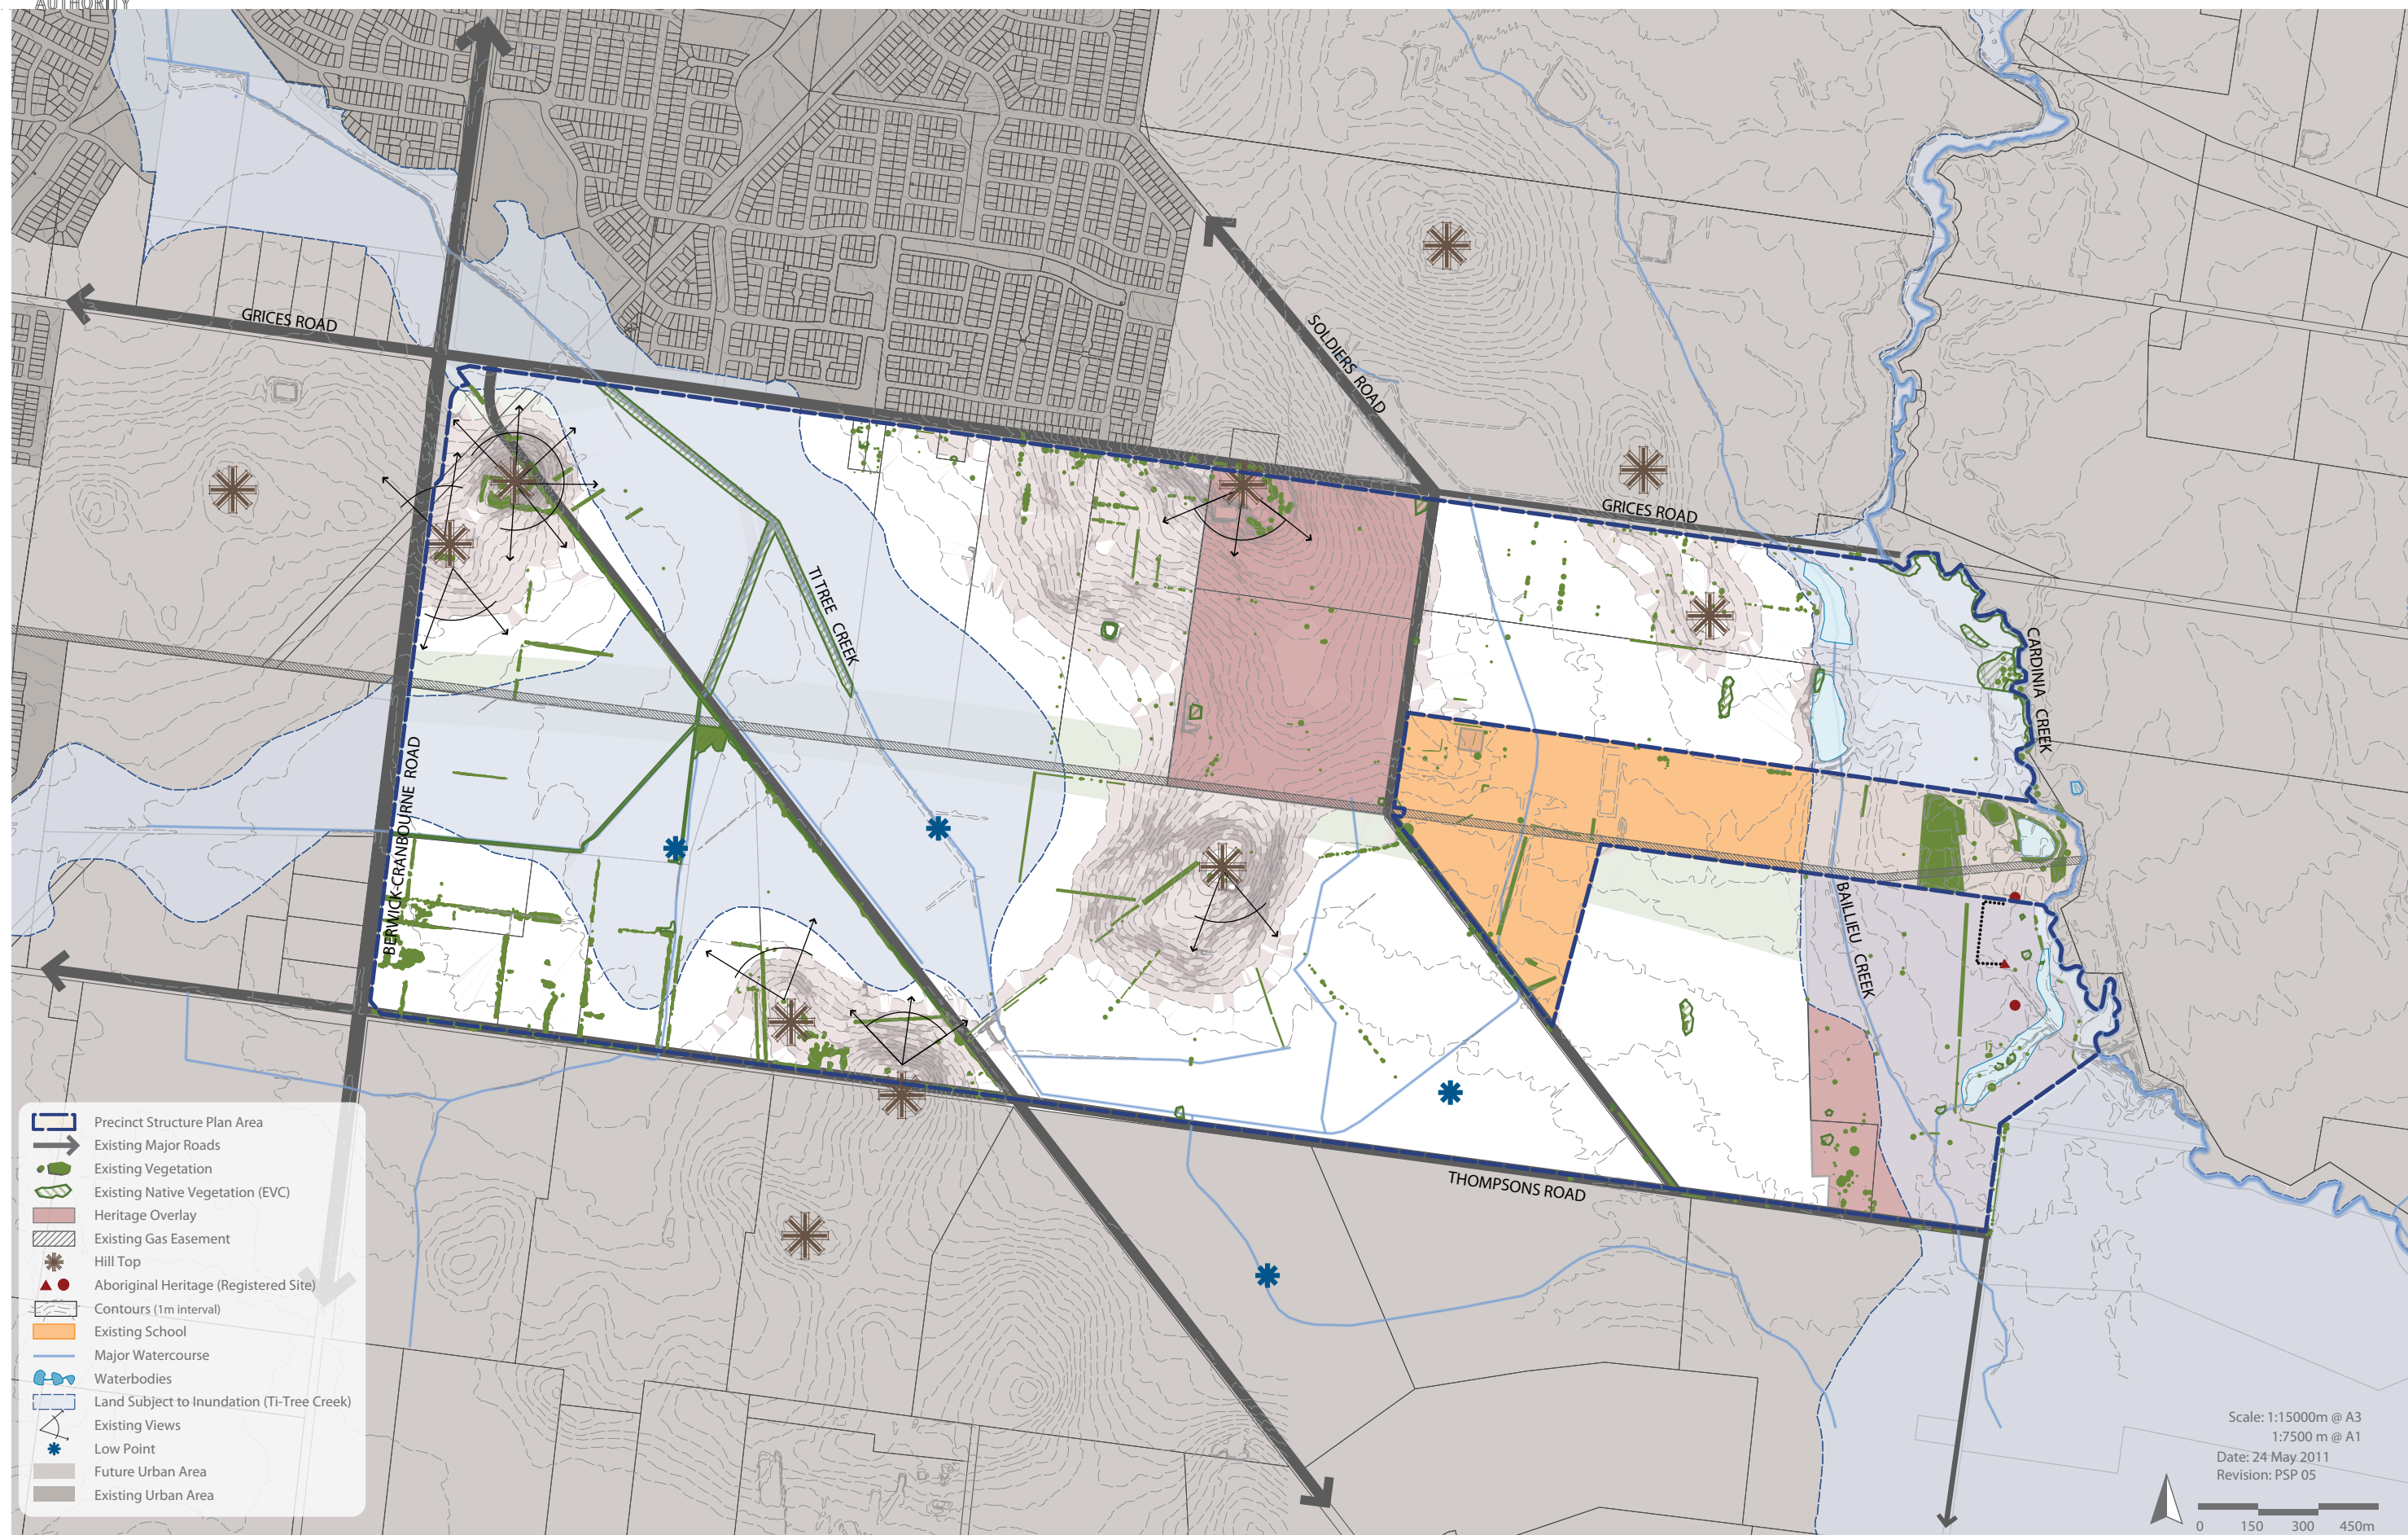 AUTHORITY
GRICES ROAD
SOLDIERS ROAD
GRICES ROAD
TI TREE CREEK
CARDINIA CREEK
BERWICK-CRANBOURNE ROAD
BAILLIEU CREEK
THOMPSONS ROAD
Precinct Structure Plan Area
Existing Major Roads
Existing Vegetation
Existing Native Vegetation (EVC)
Heritage Overlay
Existing Gas Easement
Hill Top
Aboriginal Heritage (Registered Site)
Contours (1m interval)
Existing School
Major Watercourse
Waterbodies
Land Subject to Inundation (Ti-Tree Creek)
Existing Views
Low Point
Future Urban Area
Existing Urban Area
Scale: 1:15000m @ A3
1:7500 m @ A1
Date: 24 May 2011
Revision: PSP 05
0 150 300 450m